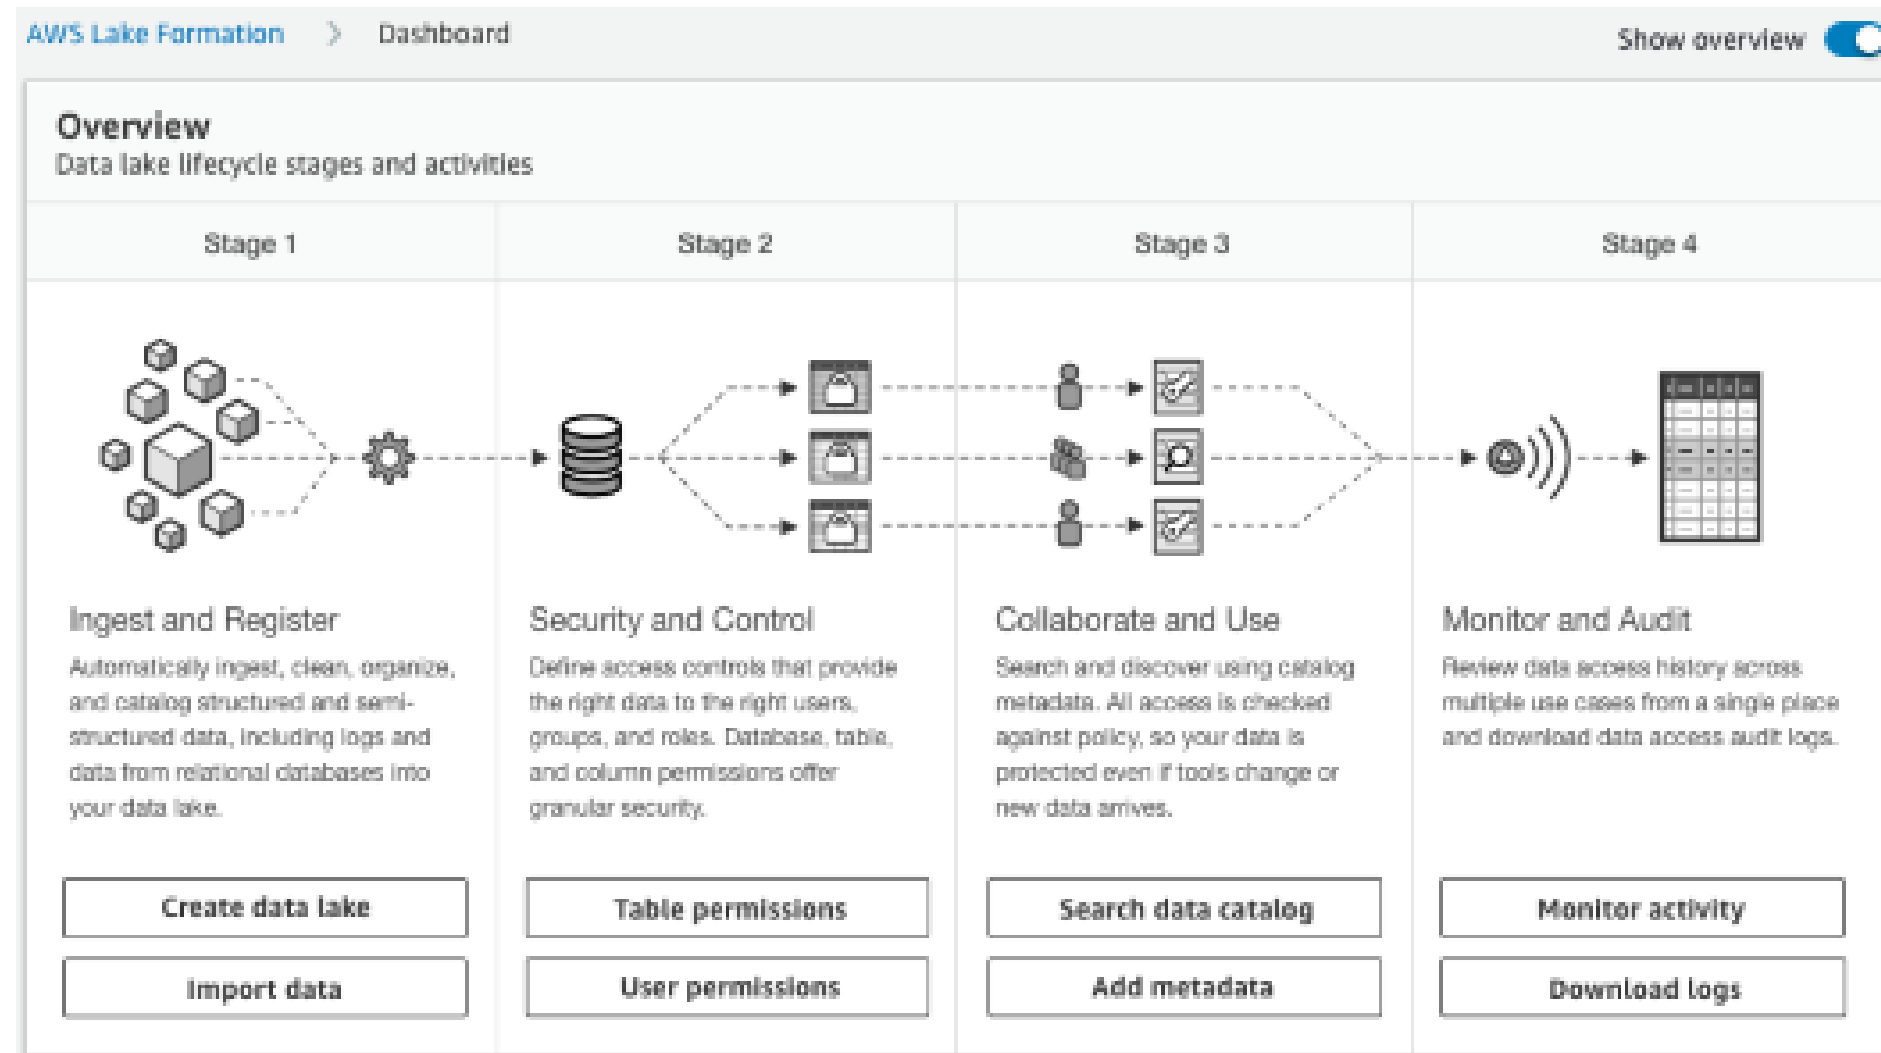 AWS Lake Formation > Dashboard
Show overview
Overview
Data lake lifecycle stages and activities
Stage 1
Stage 2
Stage 3
Stage 4
Ingest and Register
Automatically ingest, clean, organize,
and catalog structured and semi-
structured data, including logs and
data from relational databases into
your data lake.
Create data lake
Import data
Security and Control
Define access controls that provide
the right data to the right users,
groups, and roles. Database, table,
and column permissions offer
granular security.
Table permissions
User permissions
Collaborate and Use
Search and discover using catalog
metadata. All access is checked
against policy, so your data is
protected even if tools change or
new data arrives.
Search data catalog
Add metadata
Monitor and Audit
Review data access history across
multiple use cases from a single place
and download data access audit logs.
Monitor activity
Download logs